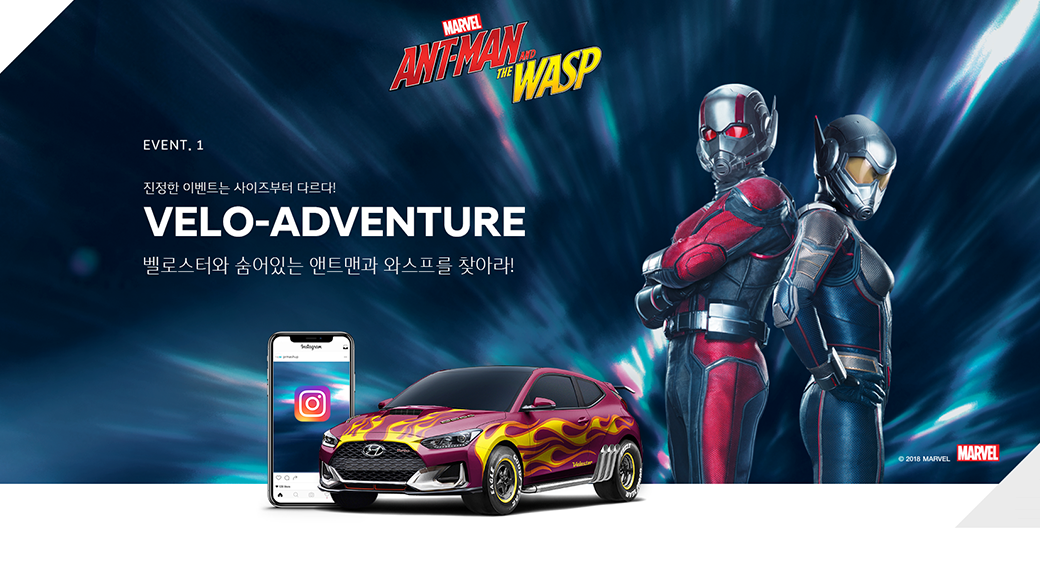 MARVEL
ANT-MAN AND
THE WASP
EVENT. 1
진정한 이벤트는 사이즈부터 다르다!
VELO-ADVENTURE
벨로스터와 숨어있는 앤트맨과 와스프를 찾아라!
Instagram
Veloster
© 2018 MARVEL
MARVEL